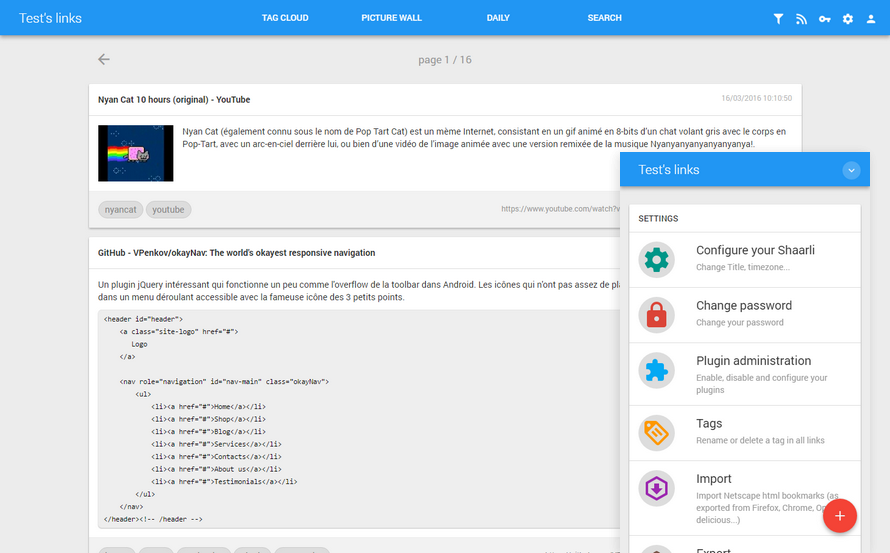 Test's links
TAG CLOUD
PICTURE WALL
DAILY
SEARCH
page 1 / 16
Nyan Cat 10 hours (original) - YouTube
16/03/2016 10:10:50
Nyan Cat (également connu sous le nom de Pop Tart Cat) est un mème Internet, consistant en un gif animé en 8-bits d'un chat volant gris avec le corps en
Pop-Tart, avec un arc-en-ciel derrière lui, ou bien d'une vidéo de l'image animée avec une version remixée de la musique Nyanyanyanyanyanyanya!.
nyancat
youtube
https://www.youtube.com/watch?v
GitHub - VPenkov/okayNav: The world's okayest responsive navigation
Un plugin jQuery intéressant qui fonctionne un peu comme l'overflow de la toolbar dans Android. Les icônes qui n'ont pas assez de pla
dans un menu déroulant accessible avec la fameuse icône des 3 petits points.
<header id="header">
<a class="site-logo" href="#">
Logo
</a>
<nav role="navigation" id="nav-main" class="okayNav">
<ul>
<li><a href="#">Home</a></li>
<li><a href="#">Shop</a></li>
<li><a href="#">Blog</a></li>
<li><a href="#">Services</a></li>
<li><a href="#">Contacts</a></li>
<li><a href="#">About us</a></li>
<li><a href="#">Testimonials</a></li>
</ul>
</nav>
</header><!-- /header -->
Test's links
SETTINGS
Configure your Shaarli
Change Title, timezone...
Change password
Change your password
Plugin administration
Enable, disable and configure your
plugins
Tags
Rename or delete a tag in all links
Import
Import Netscape html bookmarks (as
exported from Firefox, Chrome, Op
delicious...)